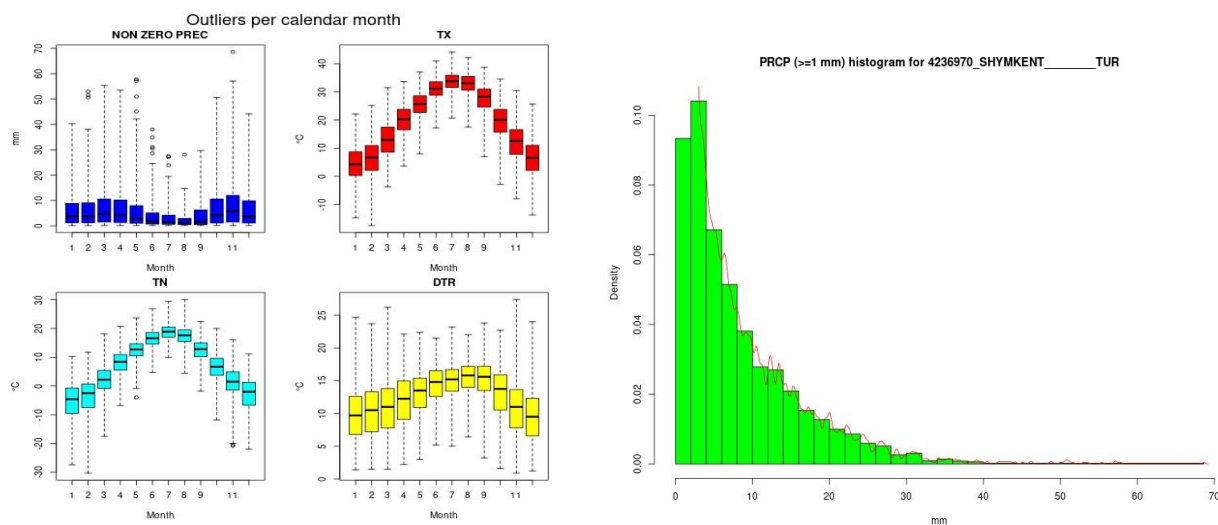 Outliers per calendar month
NON ZERO PREC
mm
70
60
50
40
30
20
10
0
1 2 3 4 5 6 7 8 9 11
Month
TX
°C
40
30
20
10
0
-10
1 2 3 4 5 6 7 8 9 11
Month
TN
°C
30
20
10
0
-10
-20
-30
1 2 3 4 5 6 7 8 9 11
Month
DTR
°C
25
20
15
10
5
0
1 2 3 4 5 6 7 8 9 11
Month
PRCP (>=1 mm) histogram for 4236970_SHYMKENT________TUR
Density
0.10
0.08
0.06
0.04
0.02
0.00
0 10 20 30 40 50 60 70
mm